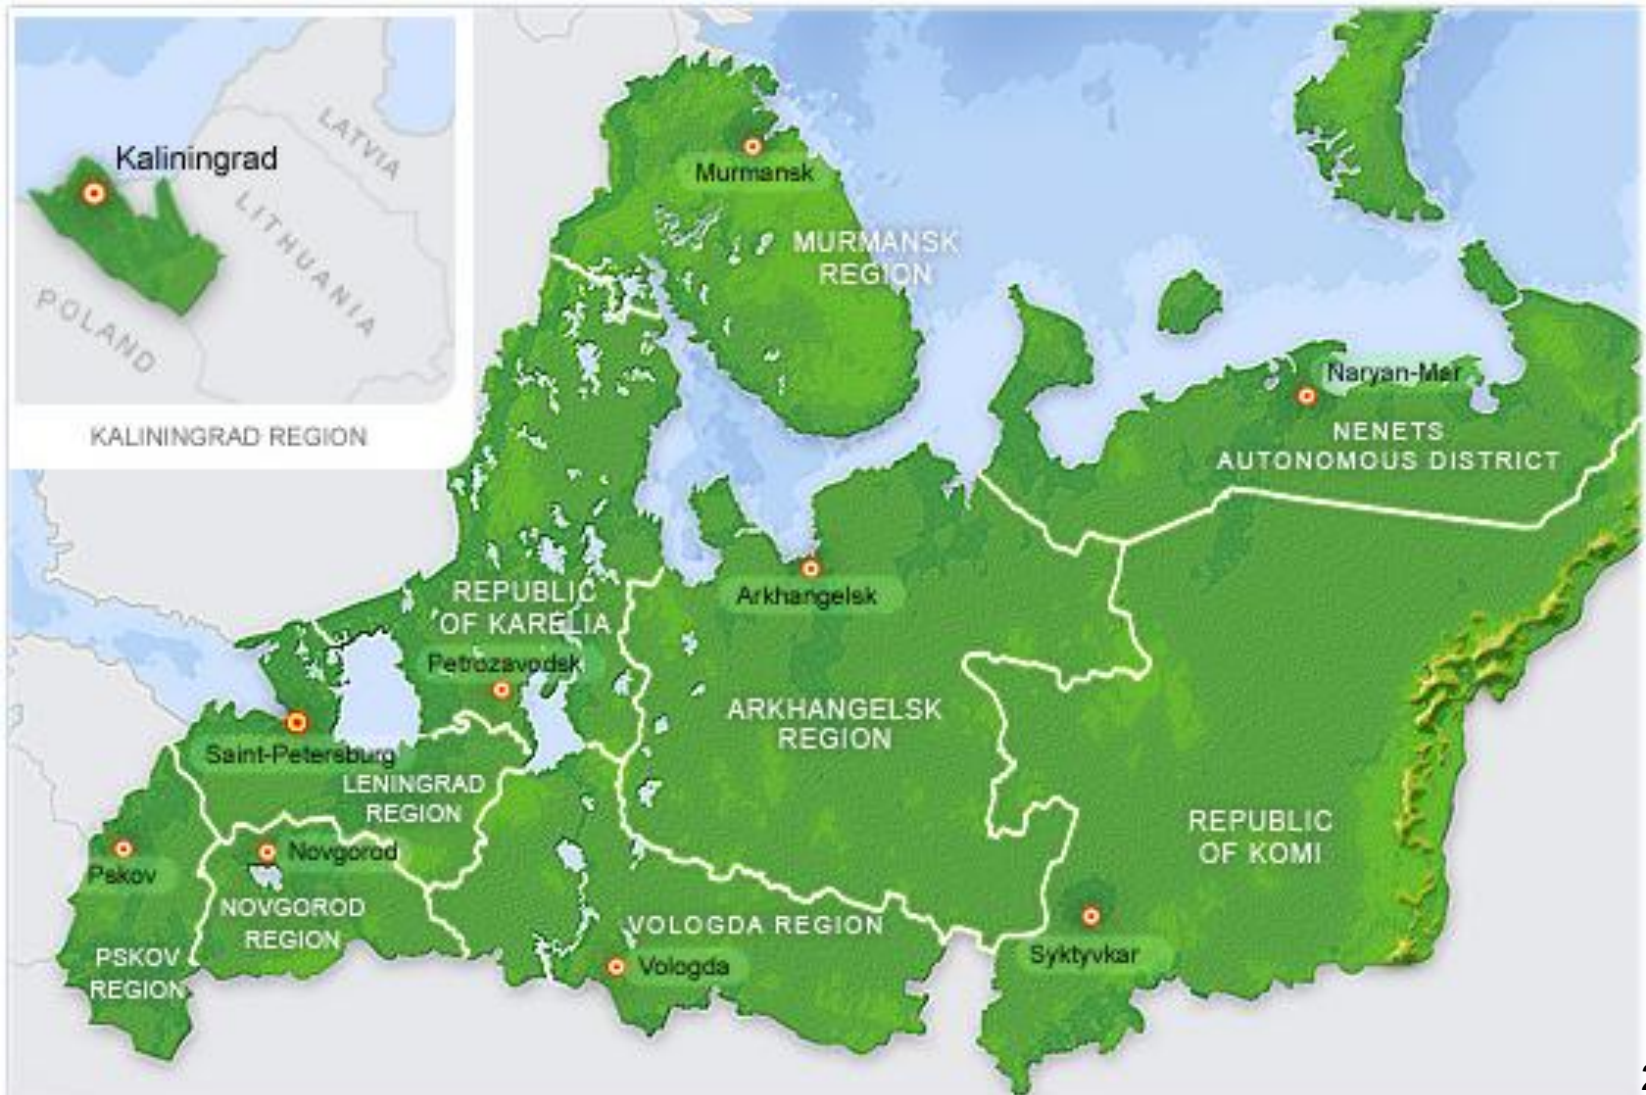 Kaliningrad
LATVIA
LITHUANIA
POLAND
KALININGRAD REGION
Murmansk
MURMANSK
REGION
Naryan-Mar
NENETS
AUTONOMOUS DISTRICT
REPUBLIC
OF KARELIA
Petrozavodsk
Arkhangelsk
ARKHANGELSK
REGION
Saint-Petersburg
LENINGRAD
REGION
Pskov
Novgorod
NOVGOROD
REGION
PSKOV
REGION
VOLOGDA REGION
Vologda
REPUBLIC
OF KOMI
Syktyvkar